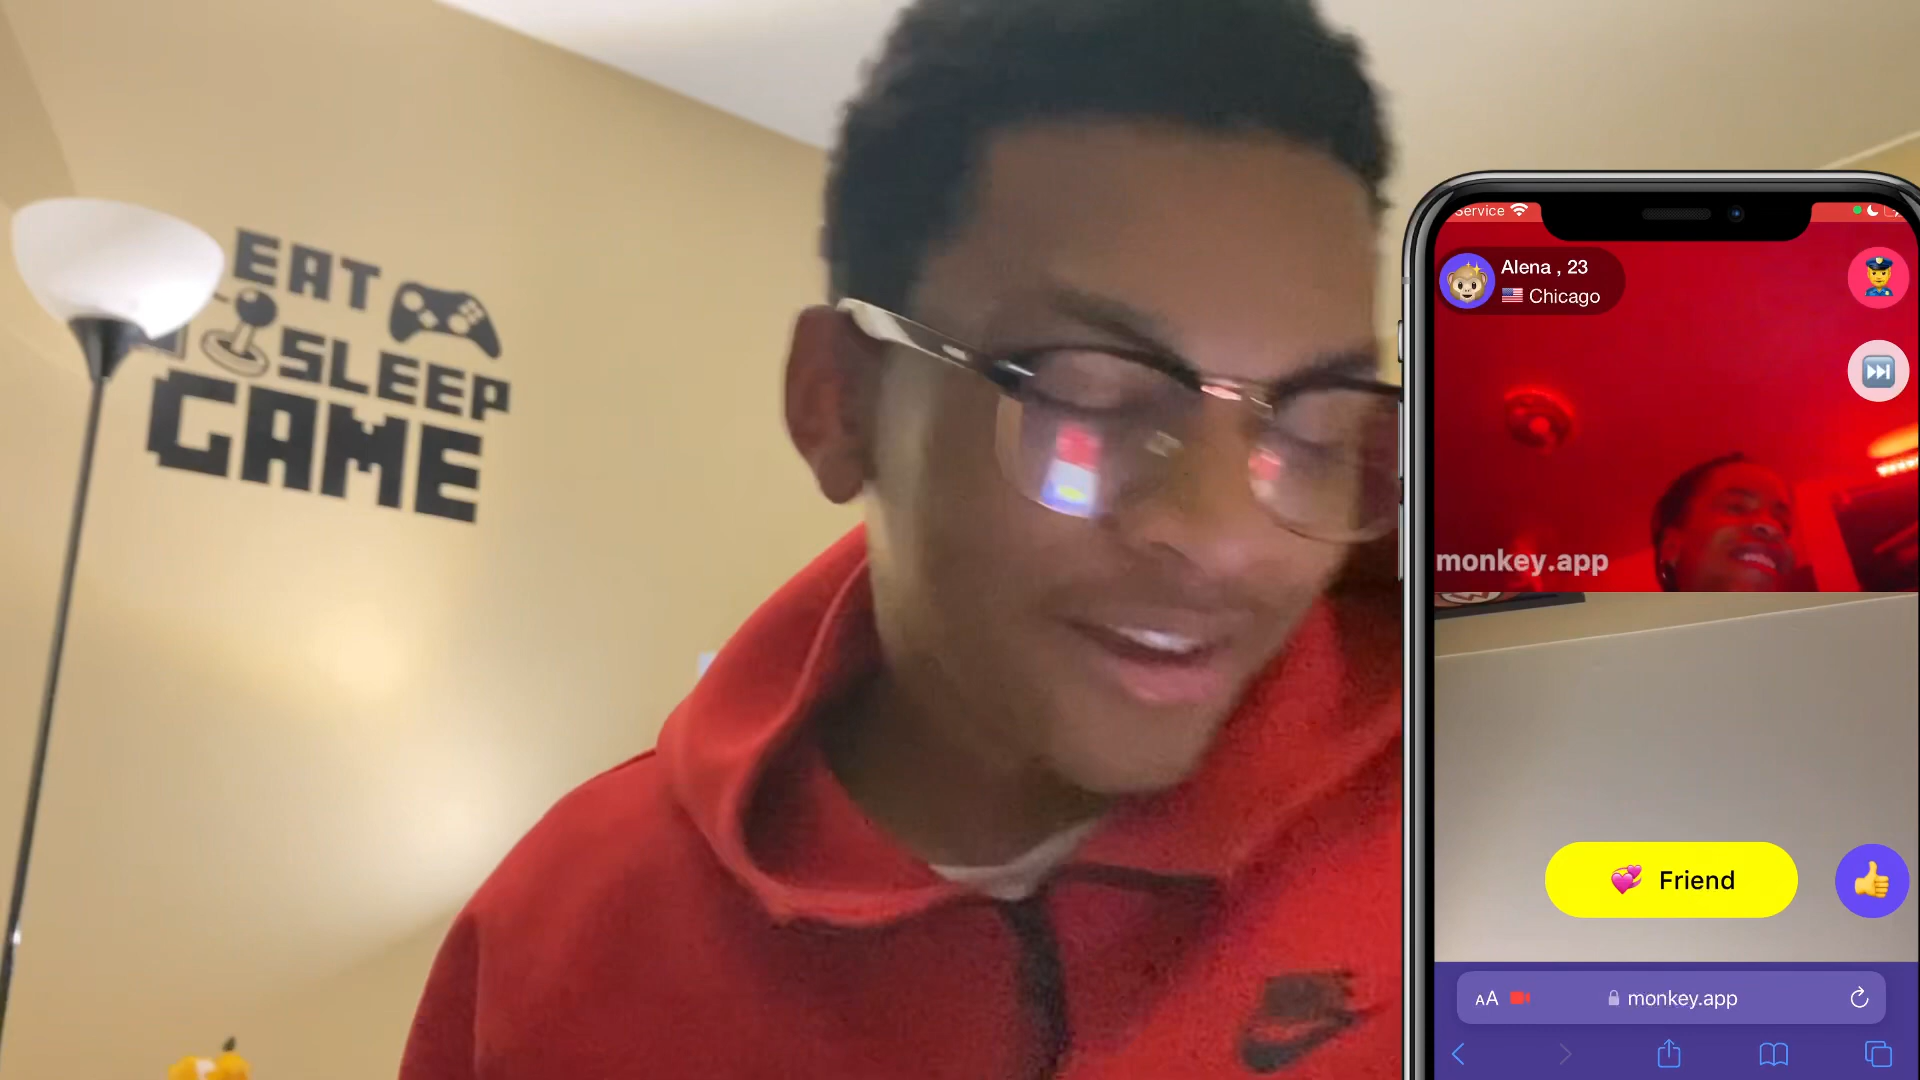 EAT
SLEEP
GAME
Service
Alena , 23
Chicago
monkey.app
Friend
AA
monkey.app